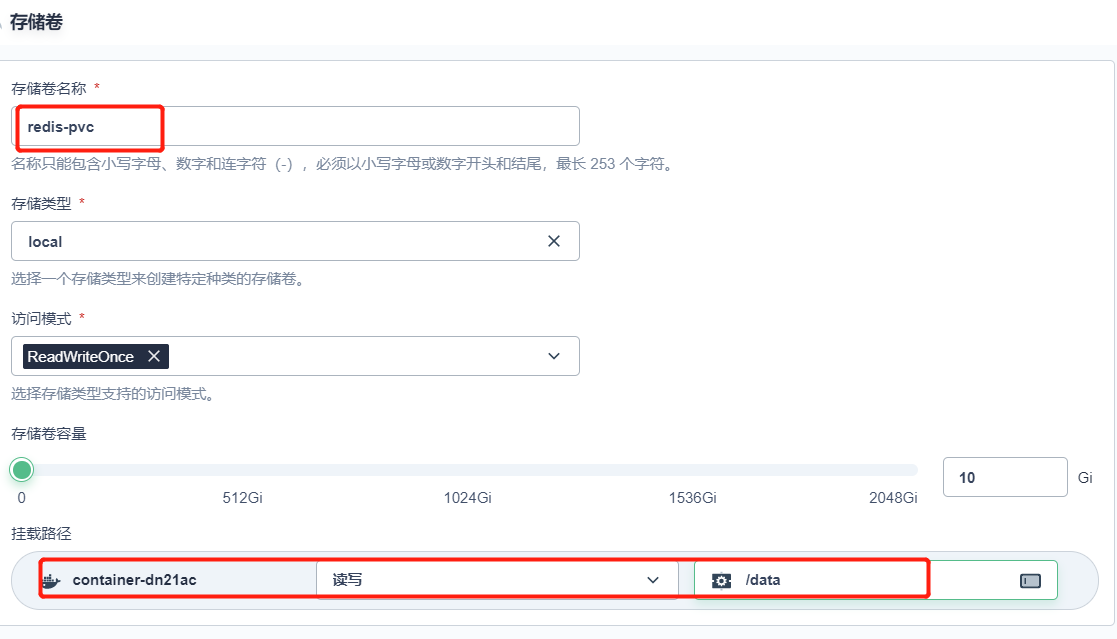 存储卷
存储卷名称 *
redis-pvc
名称只能包含小写字母、数字和连字符（-），必须以小写字母或数字开头和结尾，最长 253 个字符。
存储类型 *
local
选择一个存储类型来创建特定种类的存储卷。
访问模式 *
ReadWriteOnce
选择存储类型支持的访问模式。
存储卷容量
10 Gi
0 512Gi 1024Gi 1536Gi 2048Gi
挂载路径
container-dn21ac 读写 /data